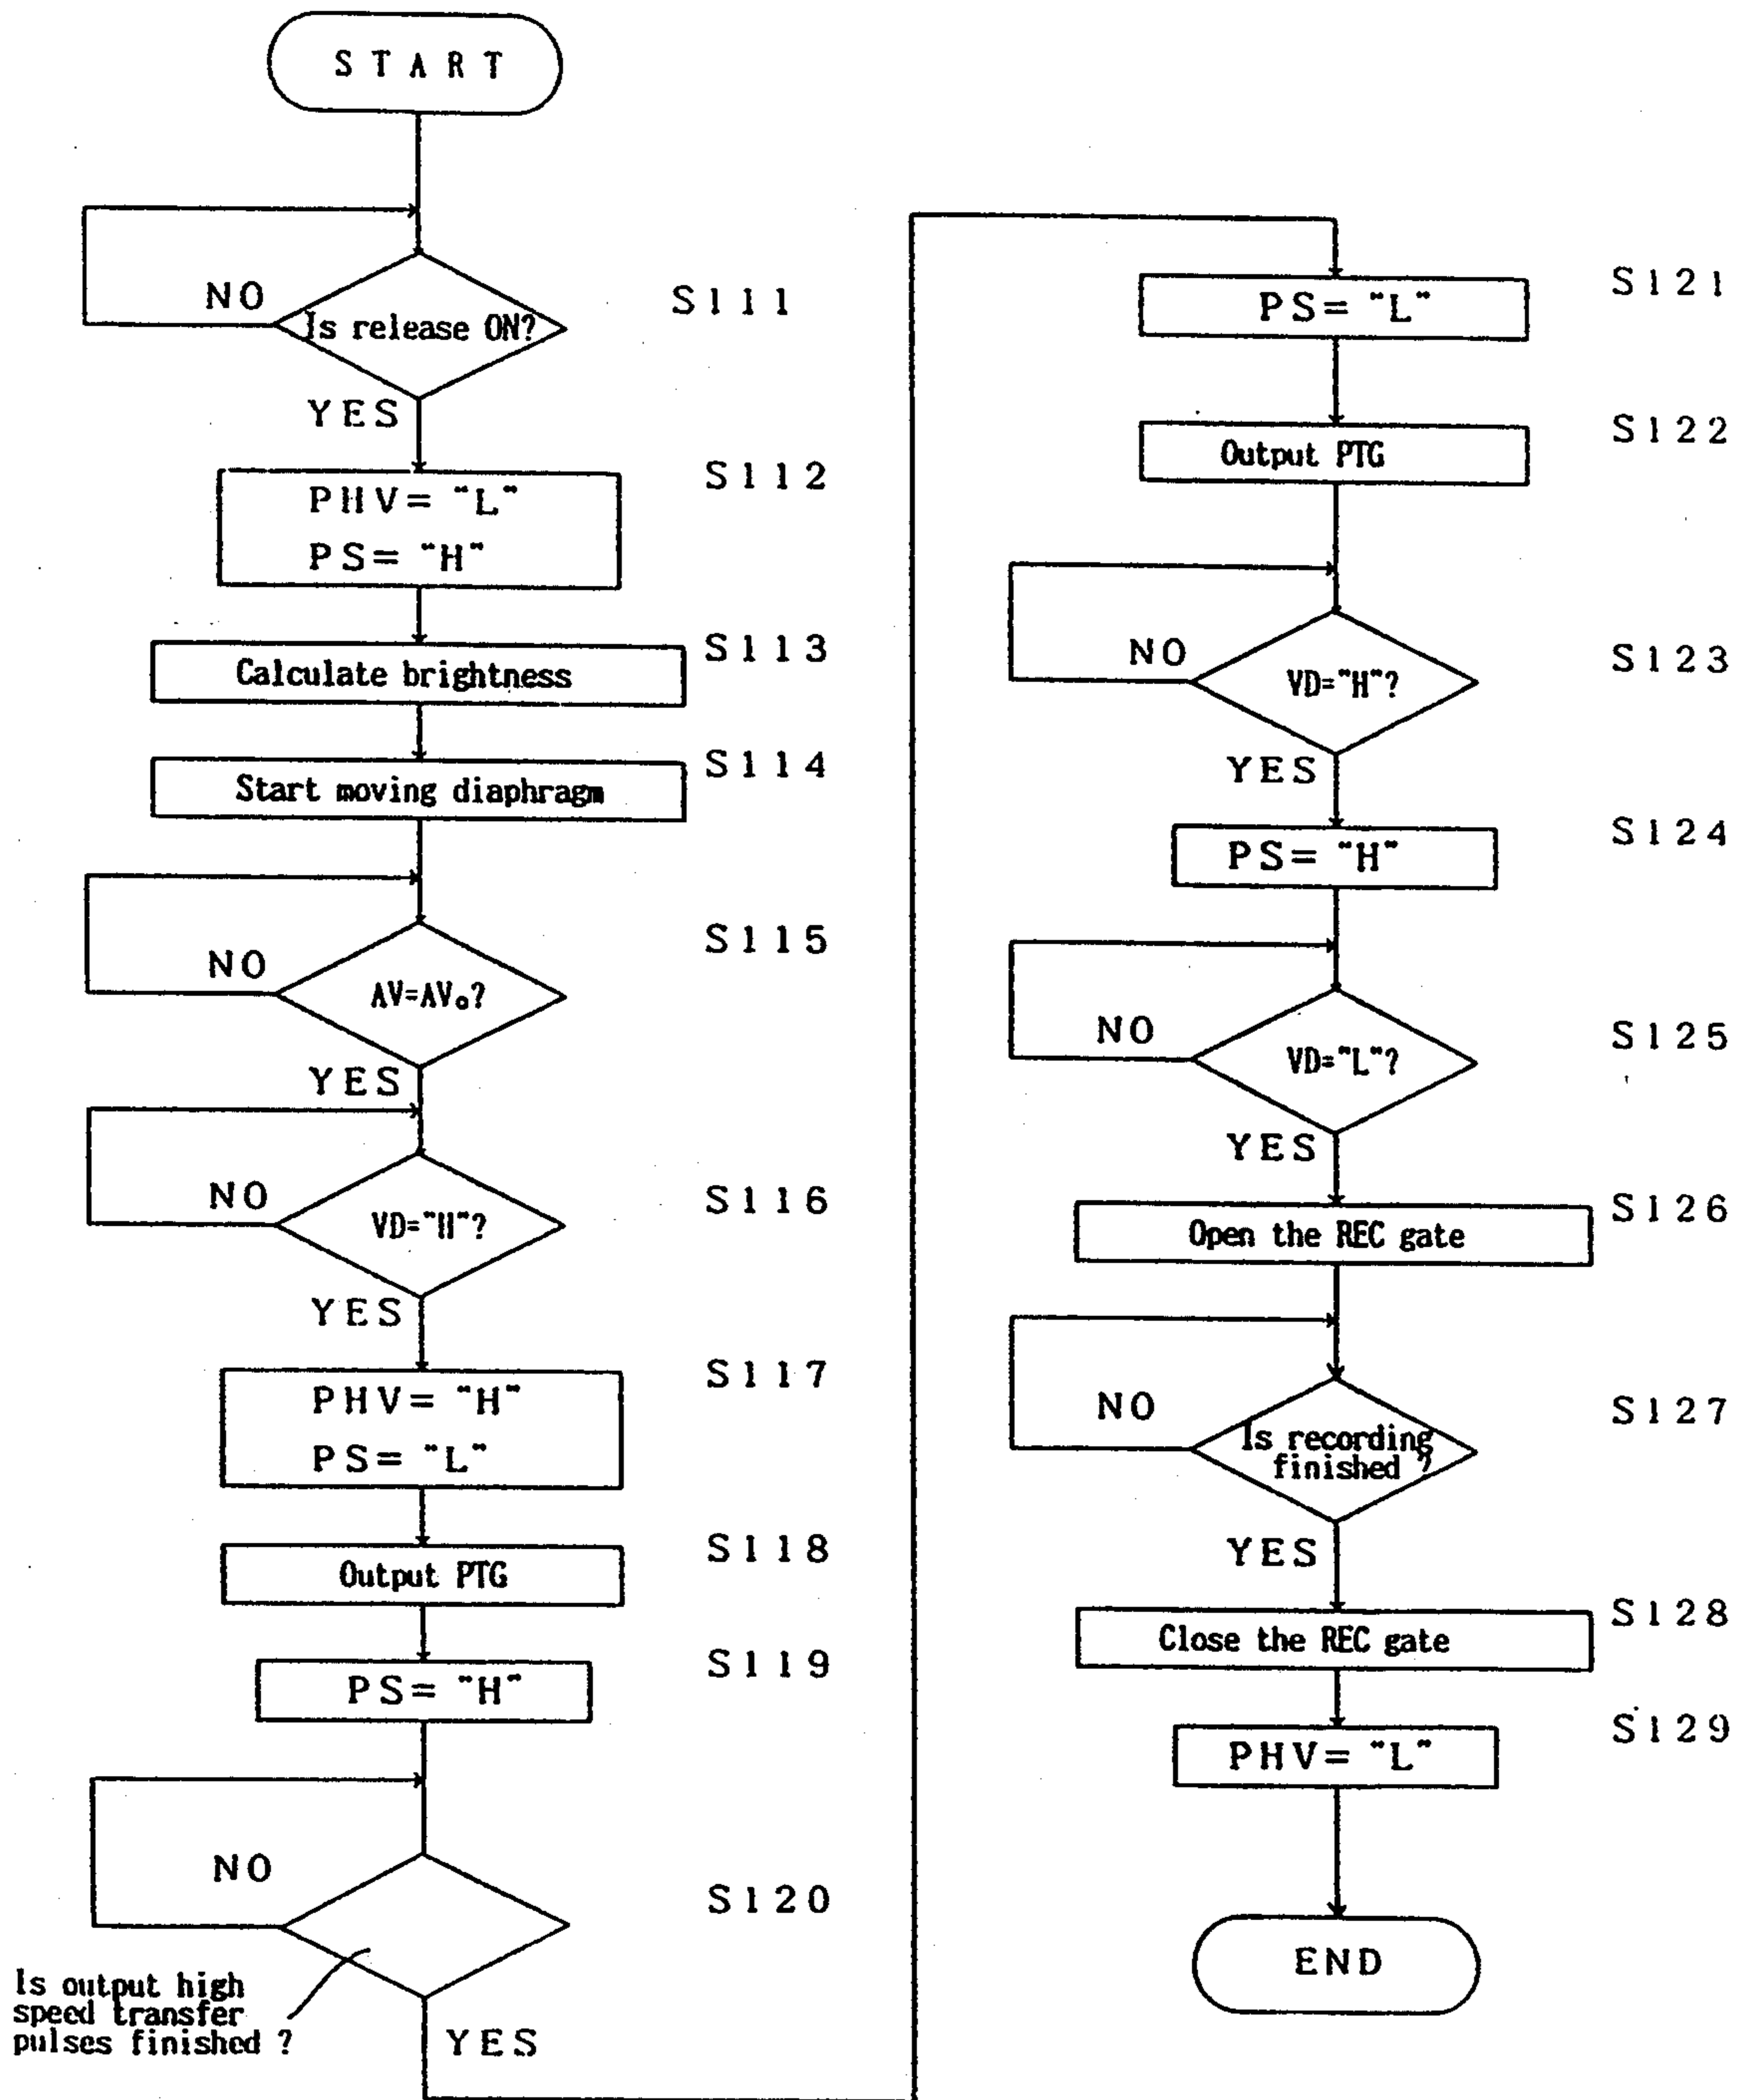 START
NO
Is release ON?
S111
YES
S112
PHV= "L"
PS= "H"
S113
Calculate brightness
S114
Start moving diaphragm
S115
NO
AV=AV₀?
YES
S116
NO
VD="H"?
YES
S117
PHV= "H"
PS= "L"
S118
Output PTG
S119
PS= "H"
NO
S120
Is output high
speed transfer
pulses finished ?
YES
S121
PS= "L"
S122
Output PTG
NO
S123
VD="H"?
YES
S124
PS= "H"
NO
S125
VD="L"?
YES
S126
Open the REC gate
NO
S127
Is recording
finished ?
YES
S128
Close the REC gate
S129
PHV= "L"
END